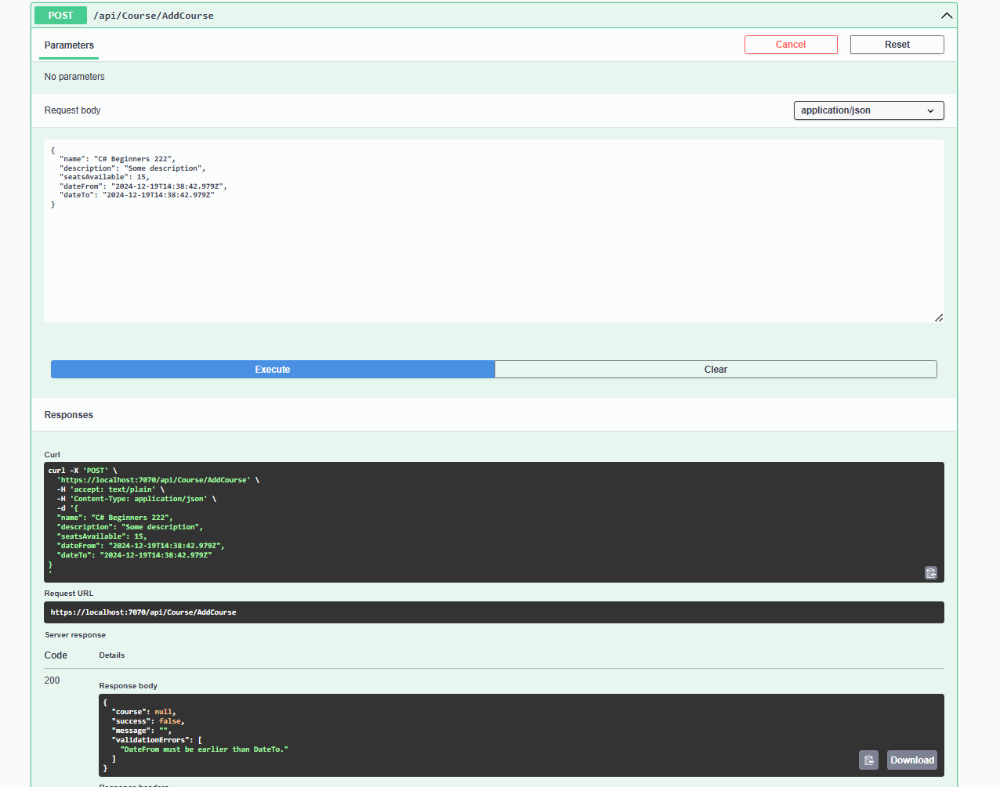 POST /api/Course/AddCourse
Parameters
Cancel
Reset
No parameters
Request body
application/json
{
  "name": "C# Beginners 222",
  "description": "Some description",
  "seatsAvailable": 15,
  "dateFrom": "2024-12-19T14:38:42.979Z",
  "dateTo": "2024-12-19T14:38:42.979Z"
}
Execute
Clear
Responses
Curl
curl -X 'POST' \
  'https://localhost:7070/api/Course/AddCourse' \
  -H 'accept: text/plain' \
  -H 'Content-Type: application/json' \
  -d '{
  "name": "C# Beginners 222",
  "description": "Some description",
  "seatsAvailable": 15,
  "dateFrom": "2024-12-19T14:38:42.979Z",
  "dateTo": "2024-12-19T14:38:42.979Z"
}
'
Request URL
https://localhost:7070/api/Course/AddCourse
Server response
Code Details
200
Response body
{
  "course": null,
  "success": false,
  "message": "",
  "validationErrors": [
    "DateFrom must be earlier than DateTo."
  ]
}
Download
Response headers